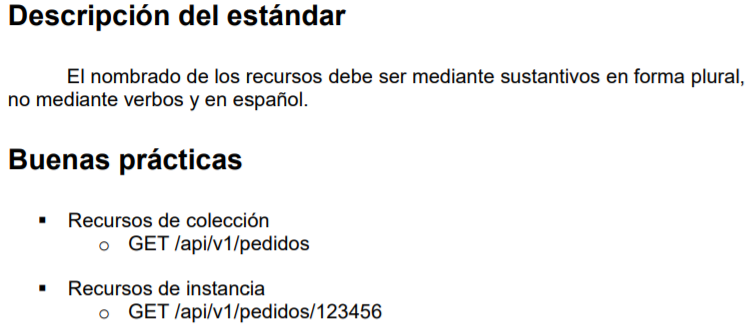 Descripción del estándar
El nombrado de los recursos debe ser mediante sustantivos en forma plural,
no mediante verbos y en español.
Buenas prácticas
▪ Recursos de colección
o GET /api/v1/pedidos
▪ Recursos de instancia
o GET /api/v1/pedidos/123456